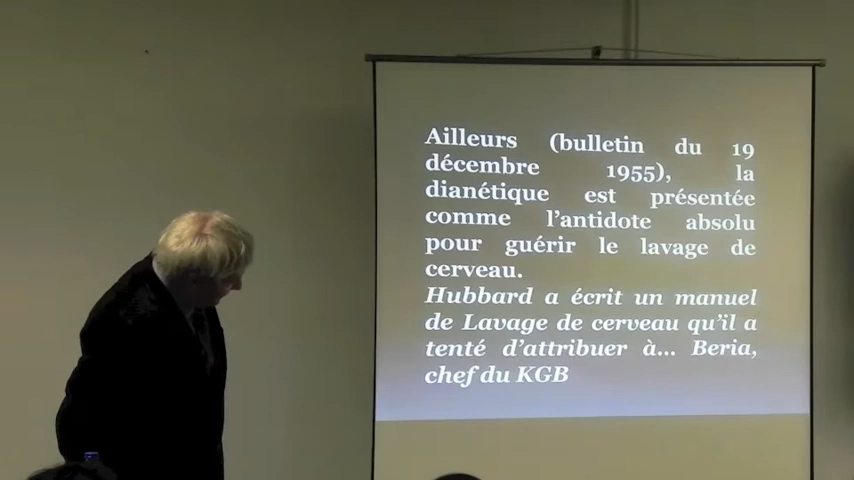 Ailleurs (bulletin du 19
décembre 1955), la
dianétique est présentée
comme l'antidote absolu
pour guérir le lavage de
cerveau.
Hubbard a écrit un manuel
de Lavage de cerveau qu'il a
tenté d'attribuer à... Beria,
chef du KGB